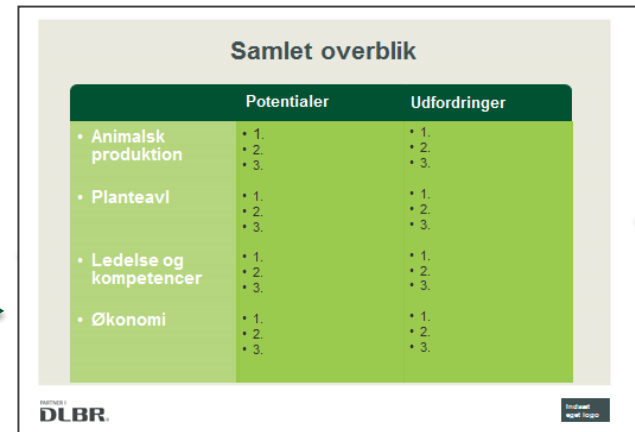 Samlet overblik
Potentialer Udfordringer
• Animalsk
produktion
• 1.
• 2.
• 3.
• 1.
• 2.
• 3.
• Planteavl
• 1.
• 2.
• 3.
• 1.
• 2.
• 3.
• Ledelse og
kompetencer
• 1.
• 2.
• 3.
• 1.
• 2.
• 3.
• Økonomi
• 1.
• 2.
• 3.
• 1.
• 2.
• 3.
PARTNER I
DLBR.
Indsæt
eget logo